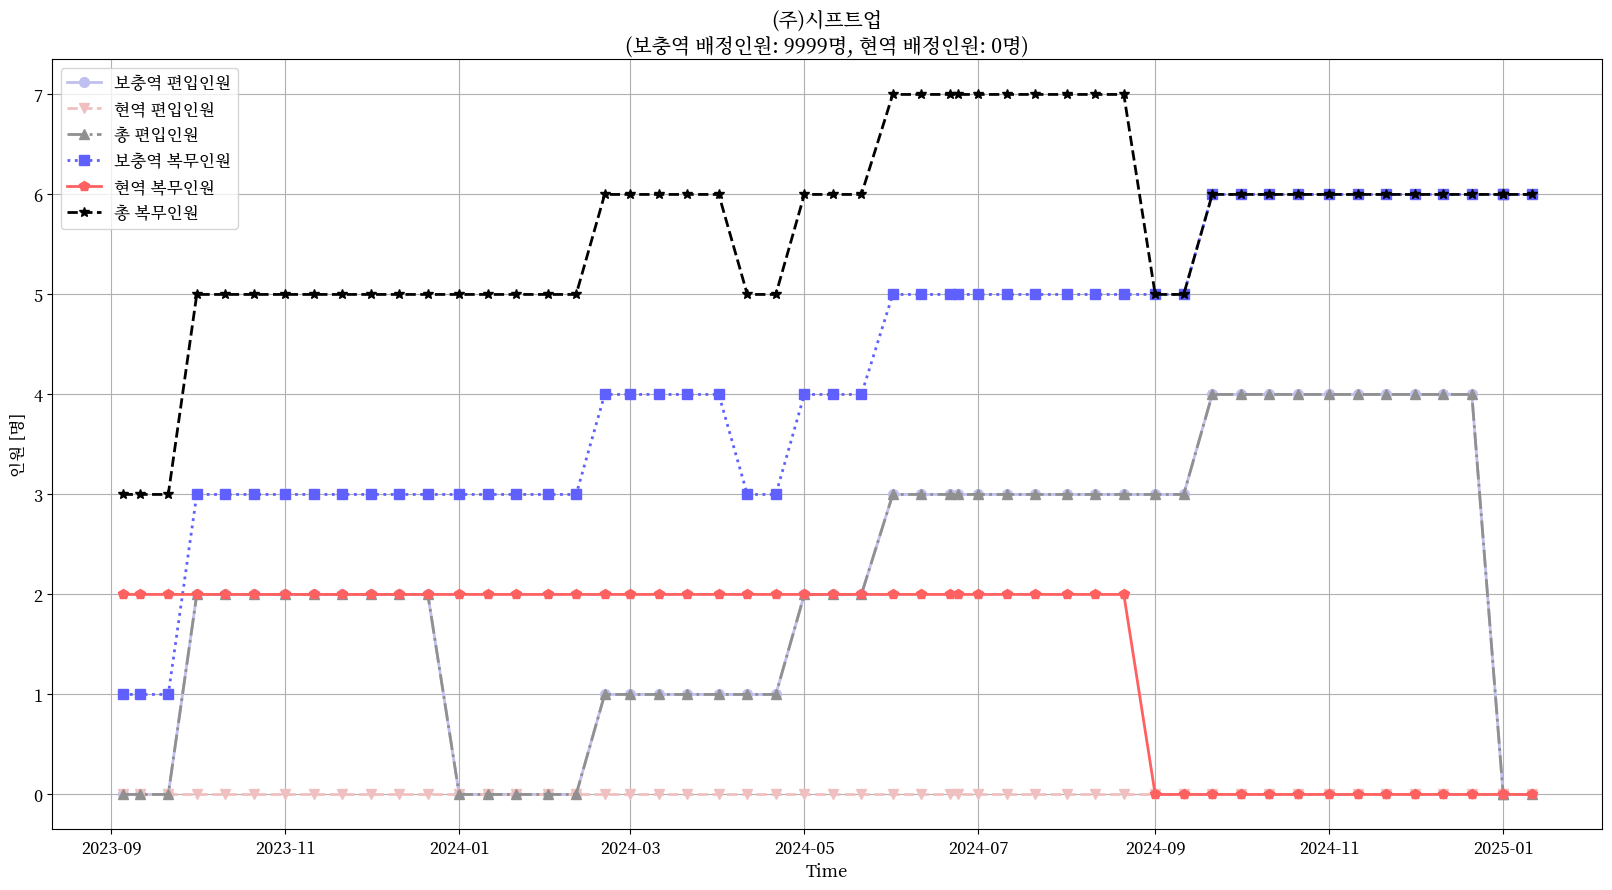 (주)시프트업
(보충역 배정인원: 9999명, 현역 배정인원: 0명)
보충역 편입인원
현역 편입인원
총 편입인원
보충역 복무인원
현역 복무인원
총 복무인원
인원 [명]
7
6
5
4
3
2
1
0
2023-09
2023-11
2024-01
2024-03
2024-05
2024-07
2024-09
2024-11
2025-01
Time